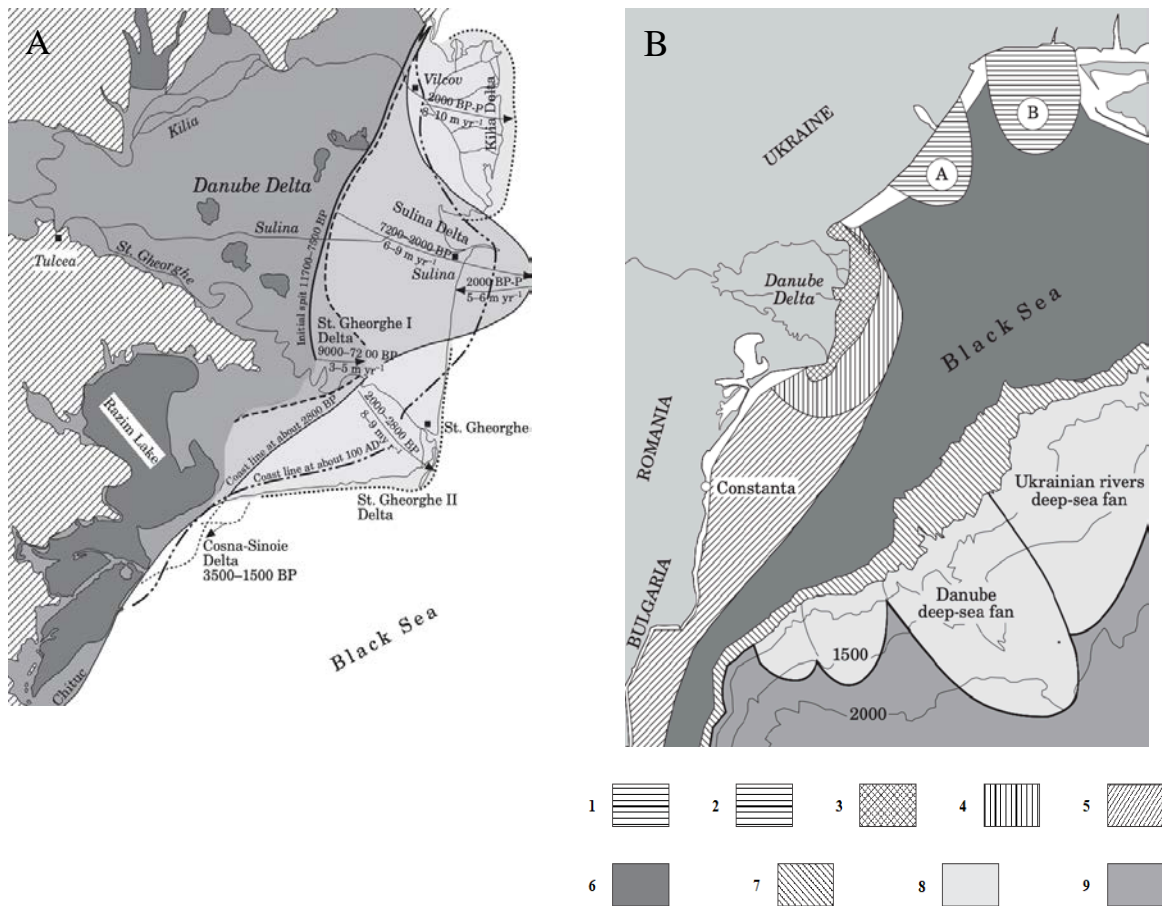 A
Vilcov
2000 BP-P
8–10 m yr⁻¹
Kilia Delta
Kilia
Danube Delta
Sulina
Sulina Delta
7200–2000 BP
6–9 m yr⁻¹
Sulina
2000 BP-P
5–6 m yr⁻¹
Tulcea
St. Gheorghe
Initial spit 11700–7500 BP
St. Gheorghe I
Delta
9000–72 00 BP
3–5 m yr⁻¹
2000–2800 BP
8–9 myr⁻¹
St. Gheorghe
Razim Lake
Coast line at about 2800 BP
Coast line at about 100 AD
St. Gheorghe II
Delta
Cosna-Sinoie
Delta
3500–1500 BP
Black Sea
Chituc
B
UKRAINE
B
A
Danube
Delta
Black Sea
ROMANIA
Constanta
Ukrainian rivers
deep-sea fan
BULGARIA
Danube
deep-sea fan
1500
2000
1 2 3 4 5
6 7 8 9